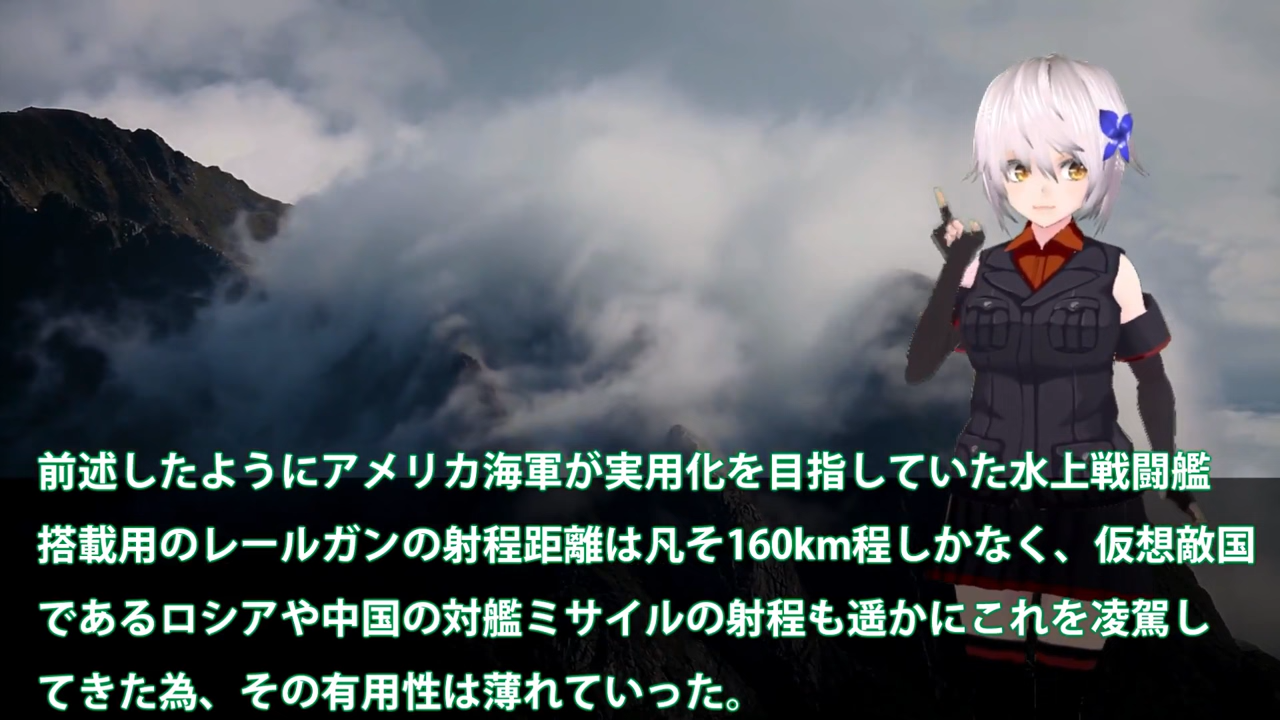 前述したようにアメリカ海軍が実用化を目指していた水上戦闘艦
搭載用のレールガンの射程距離は凡そ160km程しかなく、仮想敵国
であるロシアや中国の対艦ミサイルの射程も遥かにこれを凌駕し
てきた為、その有用性は薄れていった。